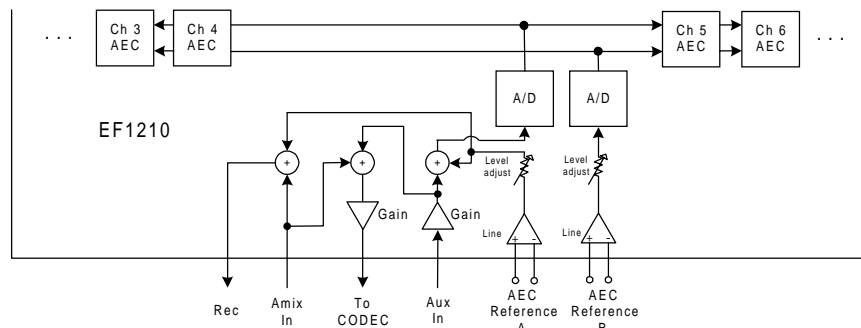 . . .
Ch 3
AEC
Ch 4
AEC
Ch 5
AEC
Ch 6
AEC
. . .
A/D
A/D
EF1210
+
+
+
Level
adjust
Level
adjust
Gain
Gain
Line
+ -
Line
+ -
Rec
Amix
In
To
CODEC
Aux
In
AEC
Reference
A
AEC
Reference
B